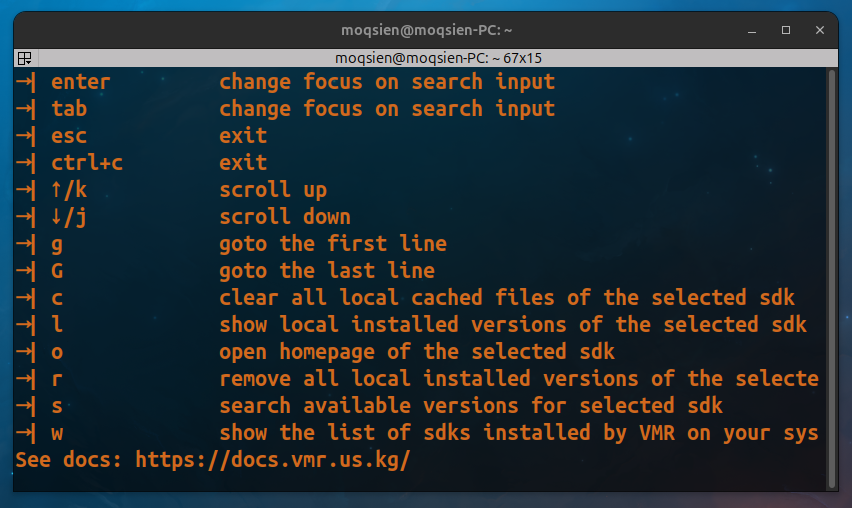 moqsien@moqsien-PC: ~
moqsien@moqsien-PC: ~ 67x15
→| enter change focus on search input
→| tab change focus on search input
→| esc exit
→| ctrl+c exit
→| ↑/k scroll up
→| ↓/j scroll down
→| g goto the first line
→| G goto the last line
→| c clear all local cached files of the selected sdk
→| l show local installed versions of the selected sdk
→| o open homepage of the selected sdk
→| r remove all local installed versions of the selecte
→| s search available versions for selected sdk
→| w show the list of sdks installed by VMR on your sys
See docs: https://docs.vmr.us.kg/